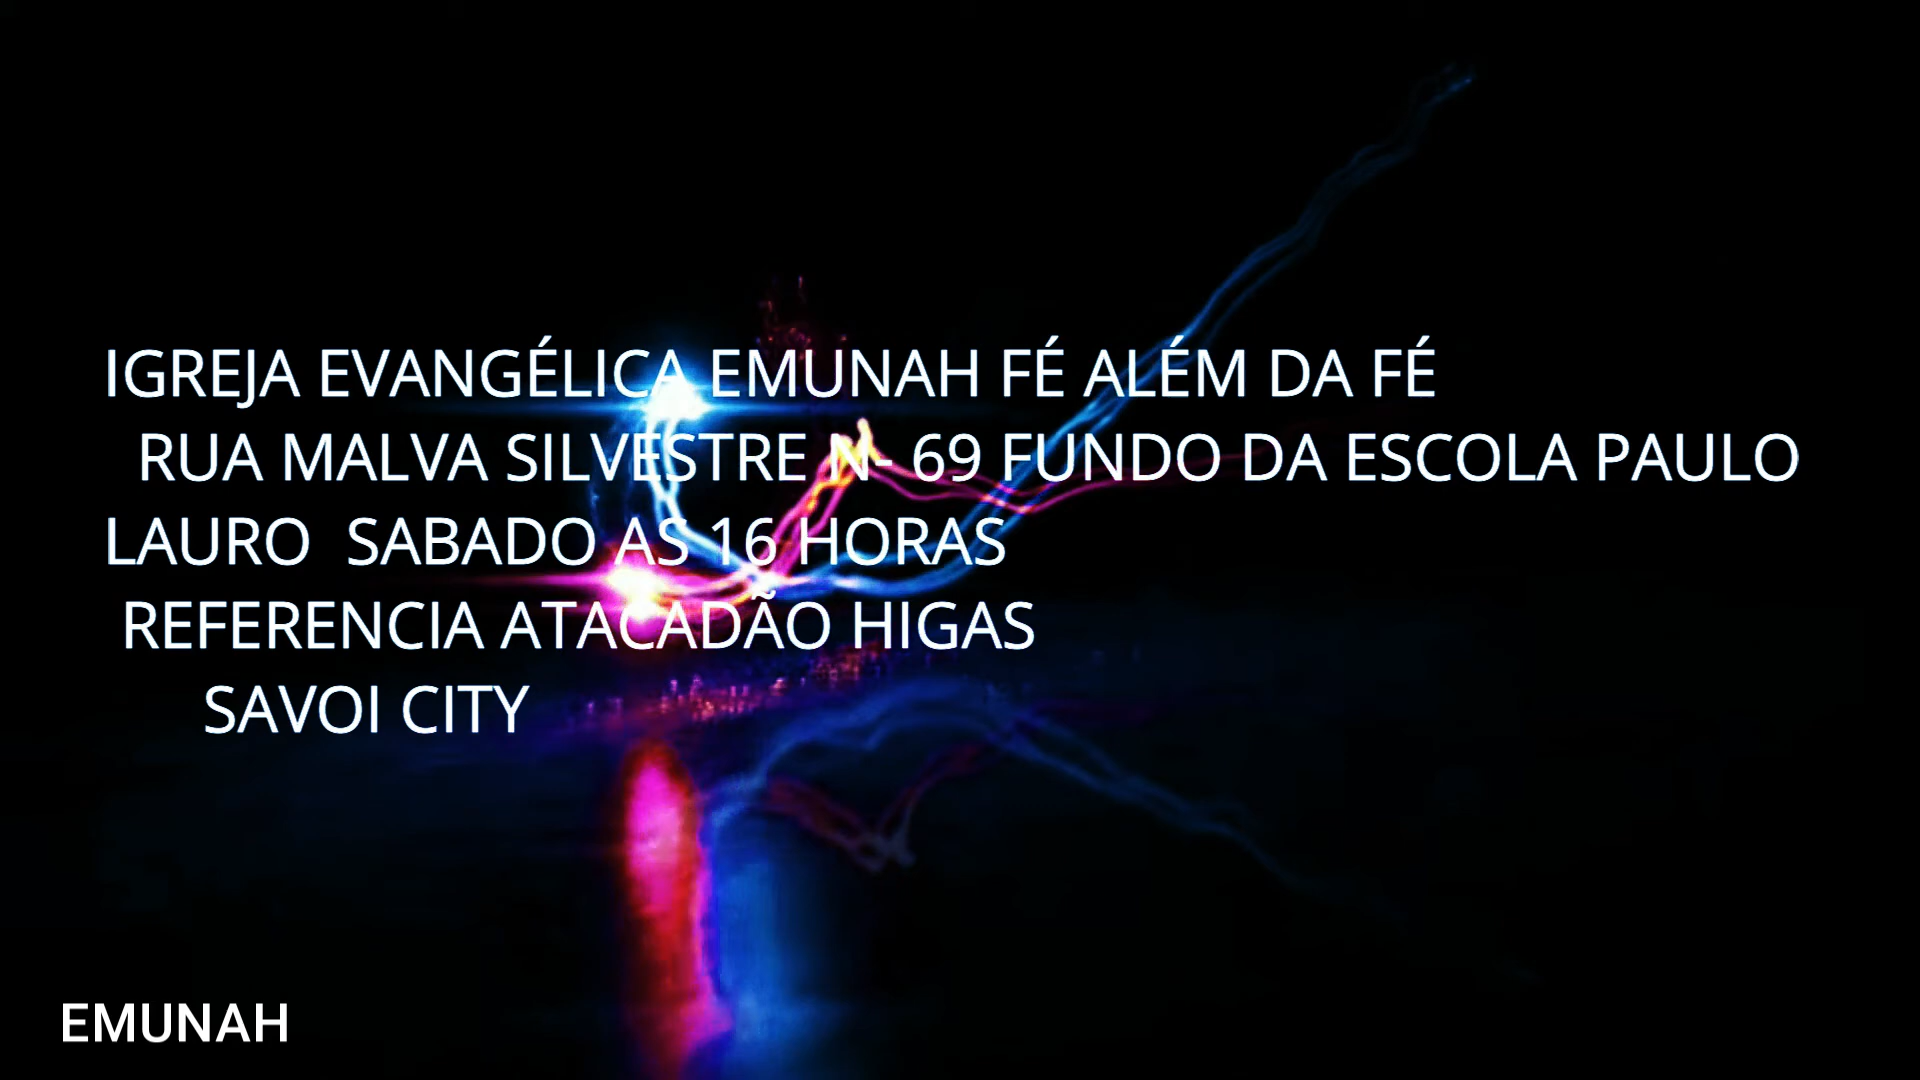 IGREJA EVANGÉLICA EMUNAH FÉ ALÉM DA FÉ
RUA MALVA SILVESTRE N- 69 FUNDO DA ESCOLA PAULO
LAURO SABADO AS 16 HORAS
REFERENCIA ATACADÃO HIGAS
SAVOI CITY
EMUNAH